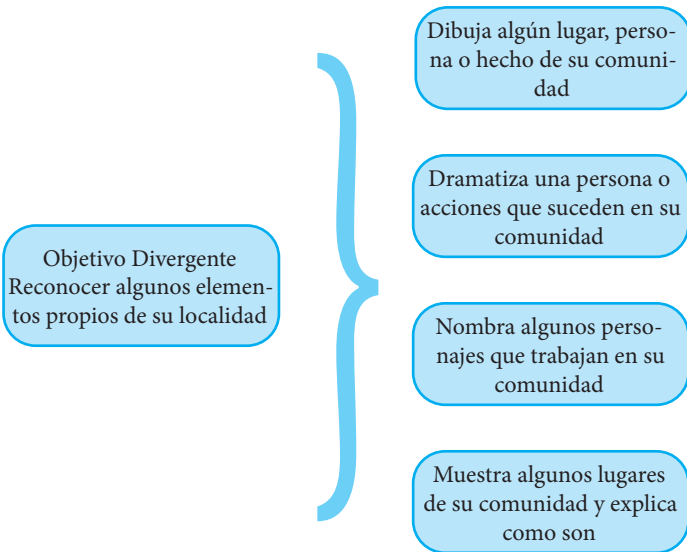 Objetivo Divergente
Reconocer algunos elemen-
tos propios de su localidad
Dibuja algún lugar, perso-
na o hecho de su comuni-
dad
Dramatiza una persona o
acciones que suceden en su
comunidad
Nombra algunos perso-
najes que trabajan en su
comunidad
Muestra algunos lugares
de su comunidad y explica
como son